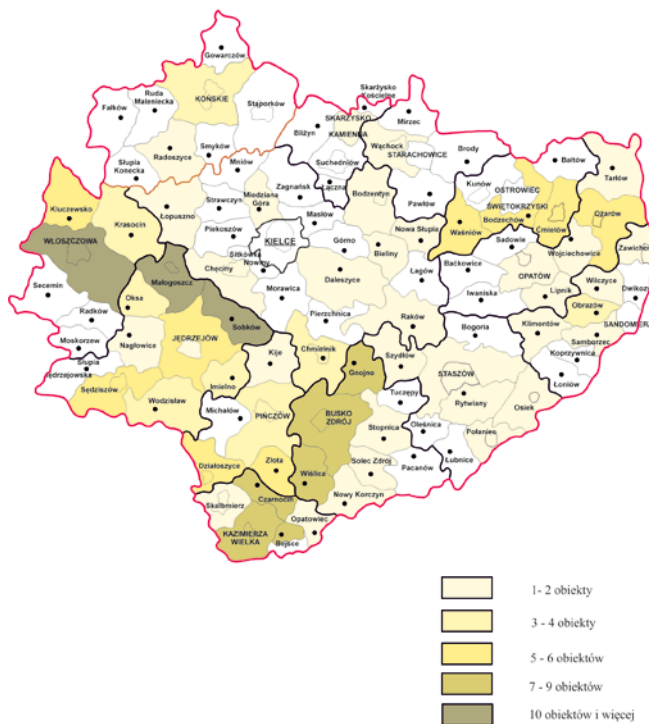 Gowarczów
Skarżysko
Kościelne
Ruda
Maleniecka
KOŃSKIE
Fałków
Stąporków
SKARŻYSKO
Mirzec
KAMIENNA
Bliżyn
Wąchock
Brody
Bałtów
Radoszyce
Smyków
STARACHOWICE
Słupia
Konecka
Mniów
Suchedniów
Kunów
OSTROWIEC
Tarłów
Łączna
Zagnańsk
Bodzentyn
Pawłów
ŚWIĘTOKRZYSKI
Kluczewsko
Łopuszno
Strawczyn
Miedziana
Góra
Bodzechów
Ożarów
Krasocin
Masłów
Waśniów
Ćmielów
WŁOSZCZOWA
Piekoszów
KIELCE
Nowa Słupia
Sadowie
Wojciechowice
Zawichost
Górno
Bieliny
Sitkówka
Nowiny
Chęciny
Baćkowice
OPATÓW
Wilczyce
Secemin
Małogoszcz
Morawica
Daleszyce
Łagów
Iwaniska
Lipnik
Dwikozy
Oksa
Obrazów
Radków
Sobków
Pierzchnica
Raków
Bogoria
Klimontów
SANDOMIERZ
Moskorzew
Nagłowice
JĘDRZEJÓW
Samborzec
Kije
Chmielnik
Szydłów
Koprzywnica
Słupia
Jędrzejowska
Gnojno
STASZÓW
Łoniów
Sędziszów
Imielno
Tuczępy
Rytwiany
Wodzisław
Michałów
PIŃCZÓW
BUSKO
ZDRÓJ
Osiek
Stopnica
Oleśnica
Połaniec
Działoszyce
Złota
Solec Zdrój
Łubnice
Wiślica
Pacanów
Czarnocin
Skalbmierz
Nowy Korczyn
Opatowiec
KAZIMIERZA
WIELKA
Bejsce
1- 2 obiekty
3 - 4 obiekty
5 - 6 obiektów
7 - 9 obiektów
10 obiektów i więcej